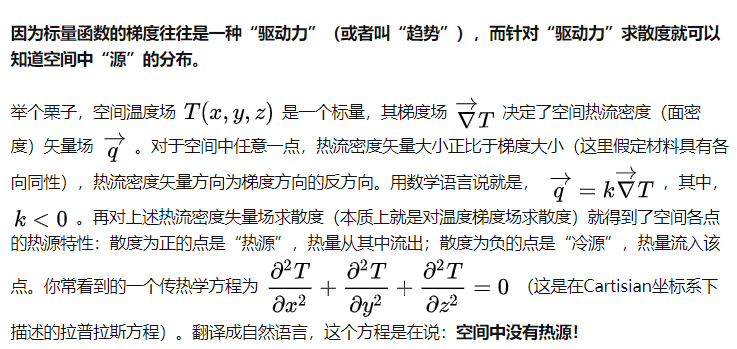 因为标量函数的梯度往往是一种“驱动力”（或者叫“趋势”），而针对“驱动力”求散度就可以
知道空间中“源”的分布。
举个栗子，空间温度场 $T(x,y,z)$ 是一个标量，其梯度场 $\overrightarrow{\nabla} T$ 决定了空间热流密度（面密
度）矢量场 $\overrightarrow{q}$ 。对于空间中任意一点，热流密度矢量大小正比于梯度大小（这里假定材料具有各
向同性），热流密度矢量方向为梯度方向的反方向。用数学语言说就是， $\overrightarrow{q} = k\overrightarrow{\nabla} T$ ，其中，
$k < 0$ 。再对上述热流密度失量场求散度（本质上就是对温度梯度场求散度）就得到了空间各点
的热源特性：散度为正的点是“热源”，热量从其中流出；散度为负的点是“冷源”，热量流入该
点。你常看到的一个传热学方程为 $\frac{\partial^2 T}{\partial x^2} + \frac{\partial^2 T}{\partial y^2} + \frac{\partial^2 T}{\partial z^2} = 0$ （这是在Cartisian坐标系下
描述的拉普拉斯方程）。翻译成自然语言，这个方程是在说：空间中没有热源！